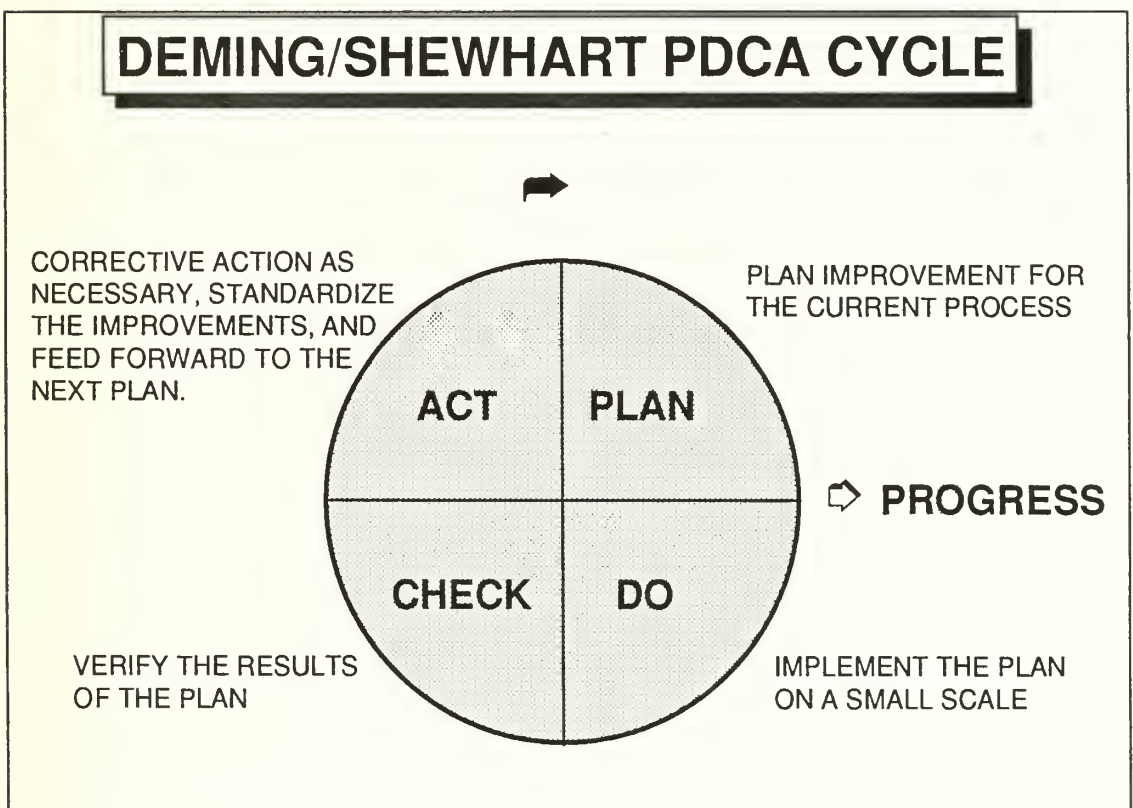 DEMING/SHEWHART PDCA CYCLE
CORRECTIVE ACTION AS
NECESSARY, STANDARDIZE
THE IMPROVEMENTS, AND
FEED FORWARD TO THE
NEXT PLAN.
PLAN IMPROVEMENT FOR
THE CURRENT PROCESS
ACT
PLAN
PROGRESS
CHECK
DO
VERIFY THE RESULTS
OF THE PLAN
IMPLEMENT THE PLAN
ON A SMALL SCALE